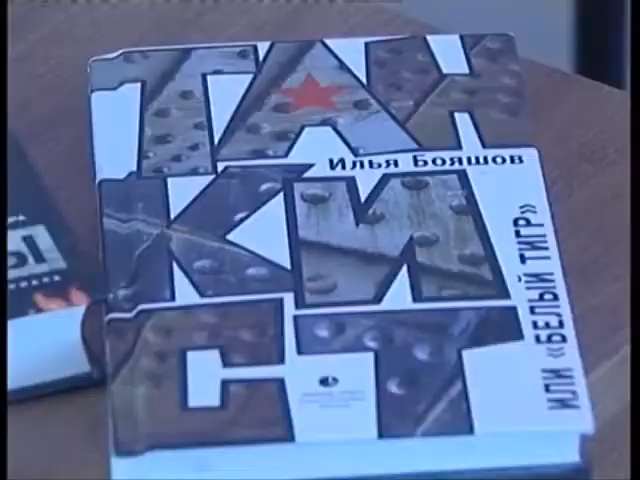 ТАН
КИ
СТ
Илья Бояшов
ИЛИ «БЕЛЫЙ ТИГР»
Ы